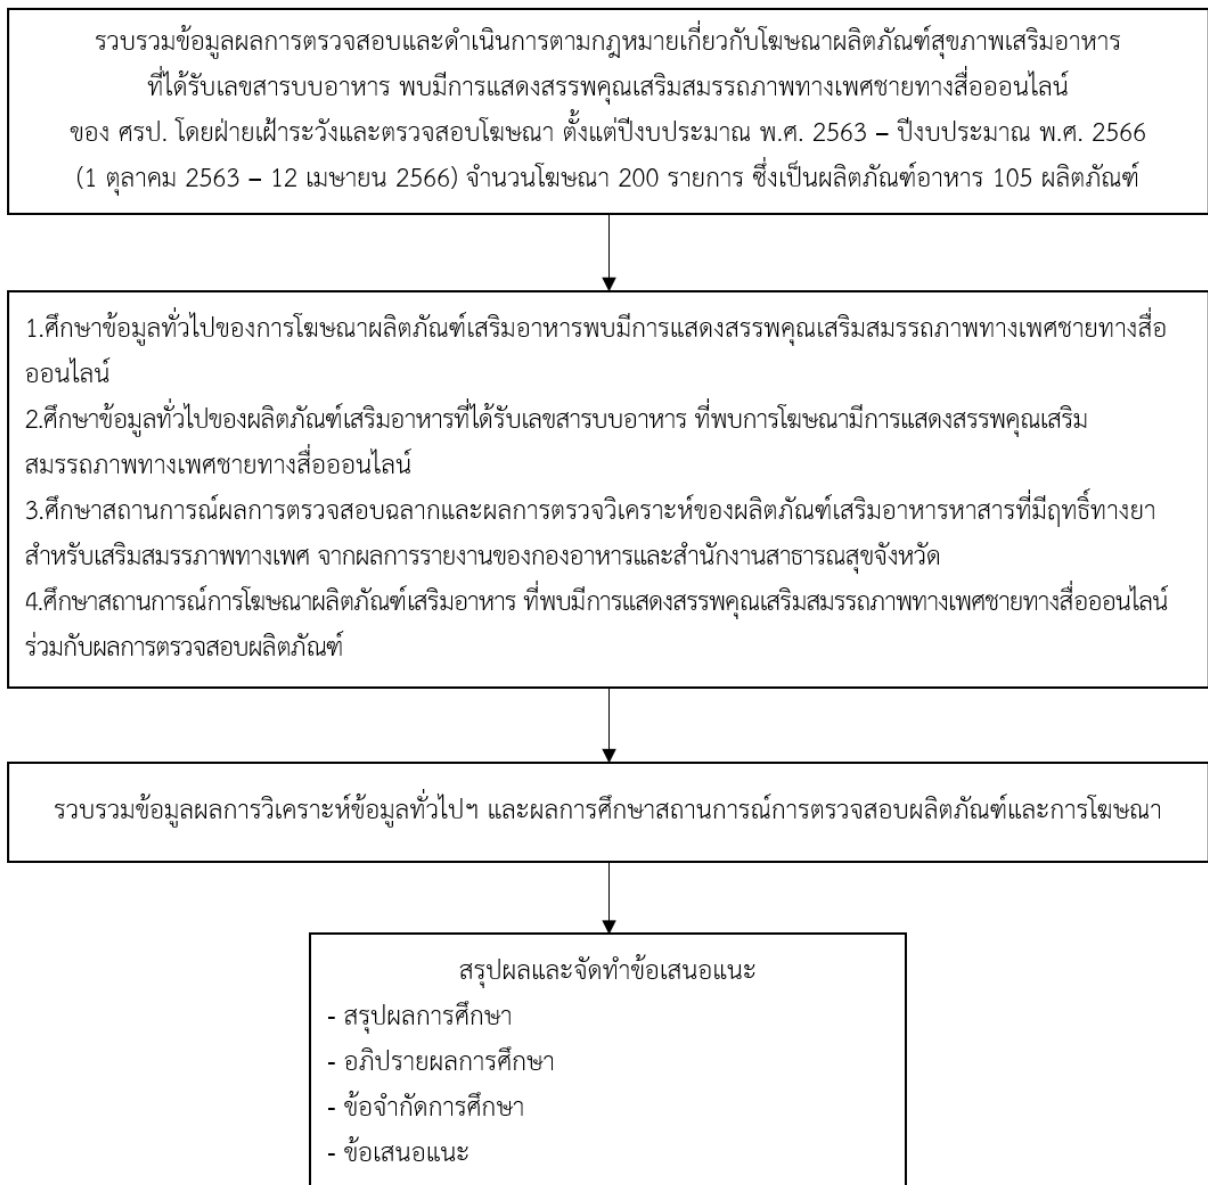 รวบรวมข้อมูลผลการตรวจสอบและดำเนินการตามกฎหมายเกี่ยวกับโฆษณาผลิตภัณฑ์สุขภาพเสริมอาหาร
ที่ได้รับเลขสารบบอาหาร พบมีการแสดงสรรพคุณเสริมสมรรถภาพทางเพศชายทางสื่อออนไลน์
ของ ศรป. โดยฝ่ายเฝ้าระวังและตรวจสอบโฆษณา ตั้งแต่ปีงบประมาณ พ.ศ. 2563 – ปีงบประมาณ พ.ศ. 2566
(1 ตุลาคม 2563 – 12 เมษายน 2566) จำนวนโฆษณา 200 รายการ ซึ่งเป็นผลิตภัณฑ์อาหาร 105 ผลิตภัณฑ์
1.ศึกษาข้อมูลทั่วไปของการโฆษณาผลิตภัณฑ์เสริมอาหารพบมีการแสดงสรรพคุณเสริมสมรรถภาพทางเพศชายทางสื่อ
ออนไลน์
2.ศึกษาข้อมูลทั่วไปของผลิตภัณฑ์เสริมอาหารที่ได้รับเลขสารบบอาหาร ที่พบการโฆษณามีการแสดงสรรพคุณเสริม
สมรรถภาพทางเพศชายทางสื่อออนไลน์
3.ศึกษาสถานการณ์ผลการตรวจสอบฉลากและผลการตรวจวิเคราะห์ของผลิตภัณฑ์เสริมอาหารหาสารที่มีฤทธิ์ทางยา
สำหรับเสริมสมรรภาพทางเพศ จากผลการรายงานของกองอาหารและสำนักงานสาธารณสุขจังหวัด
4.ศึกษาสถานการณ์การโฆษณาผลิตภัณฑ์เสริมอาหาร ที่พบมีการแสดงสรรพคุณเสริมสมรรถภาพทางเพศชายทางสื่อออนไลน์
ร่วมกับผลการตรวจสอบผลิตภัณฑ์
รวบรวมข้อมูลผลการวิเคราะห์ข้อมูลทั่วไปฯ และผลการศึกษาสถานการณ์การตรวจสอบผลิตภัณฑ์และการโฆษณา
สรุปผลและจัดทำข้อเสนอแนะ
- สรุปผลการศึกษา
- อภิปรายผลการศึกษา
- ข้อจำกัดการศึกษา
- ข้อเสนอแนะ